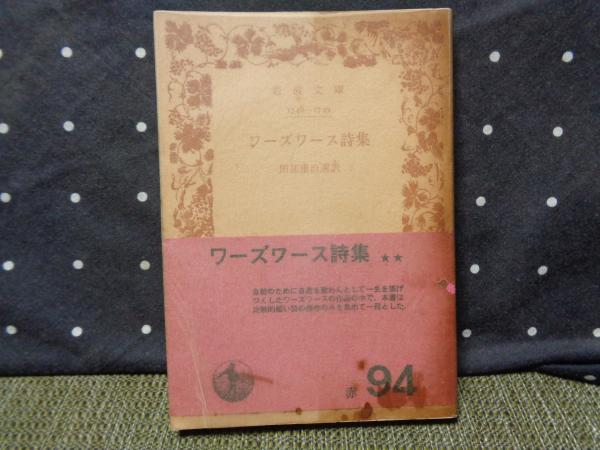 岩波文庫
1748—1749
ワーズワース詩集
田部重治選訳
ワーズワース詩集 ★★
自然のために自然を歌わんとして一生を捧げ
つくしたワーズワースの作品の中で、本書は
比較的短い詩の傑作のみを集めて一冊とした.
赤 94